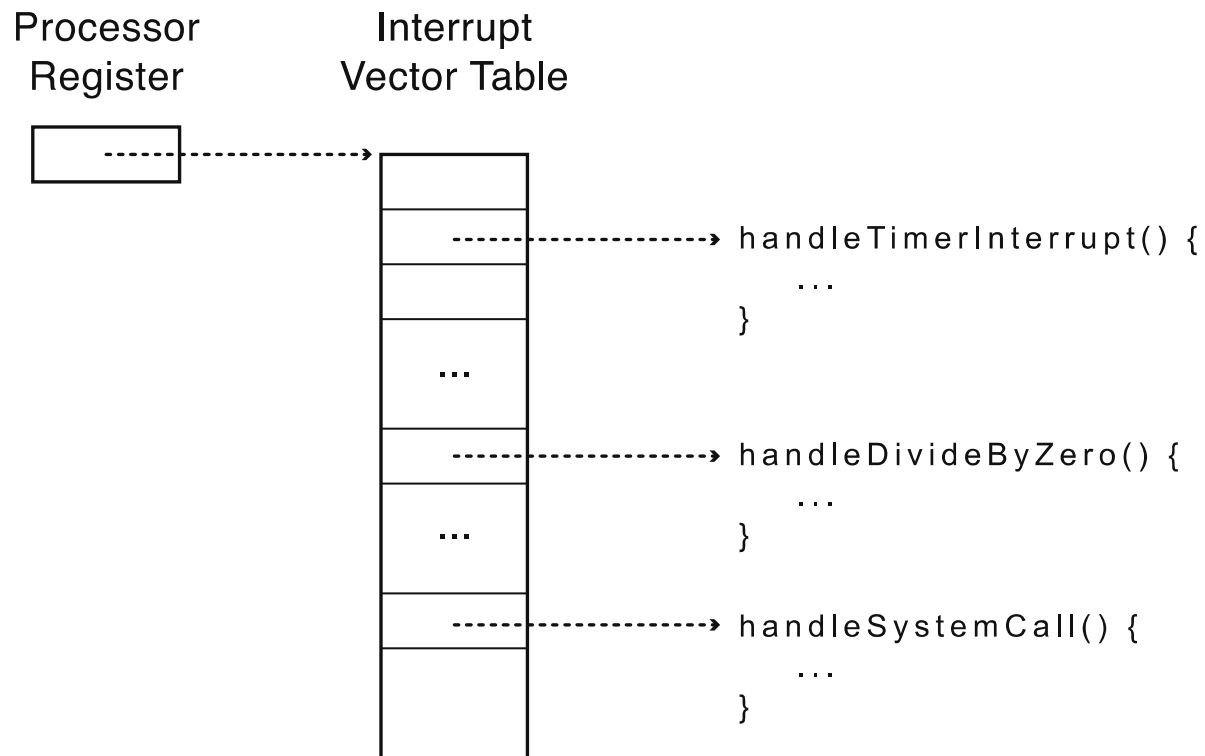 Processor
Register
Interrupt
Vector Table
handleTimerInterrupt() {
...
}
...
handleDivideByZero() {
...
}
...
handleSystemCall() {
...
}